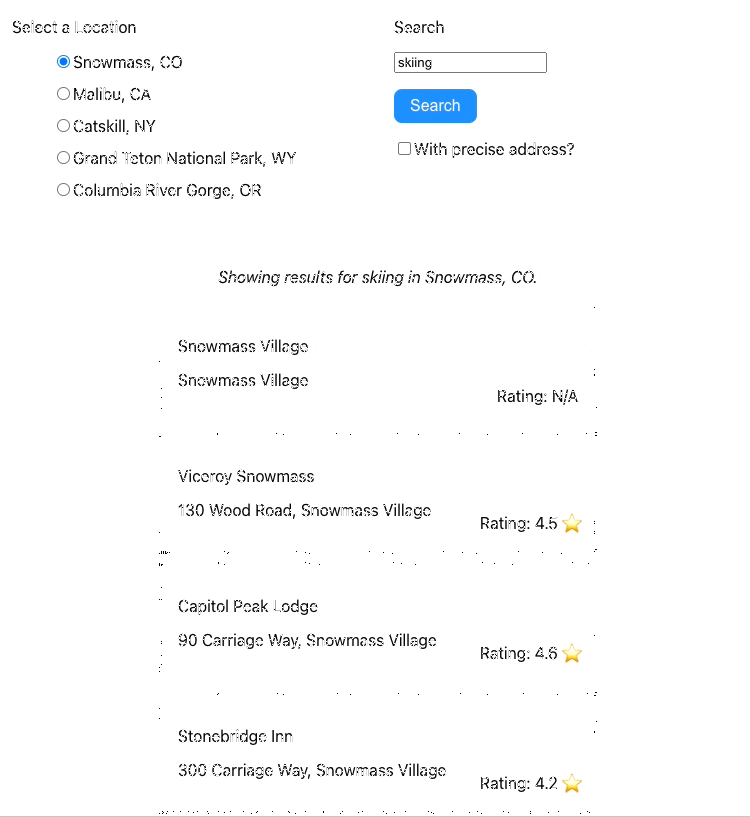 Select a Location
Snowmass, CO
Malibu, CA
Catskill, NY
Grand Teton National Park, WY
Columbia River Gorge, OR
Search
skiing
Search
With precise address?
Showing results for skiing in Snowmass, CO.
Snowmass Village
Snowmass Village
Rating: N/A
Viceroy Snowmass
130 Wood Road, Snowmass Village
Rating: 4.5 ⭐
Capitol Peak Lodge
90 Carriage Way, Snowmass Village
Rating: 4.6 ⭐
Stonebridge Inn
300 Carriage Way, Snowmass Village
Rating: 4.2 ⭐